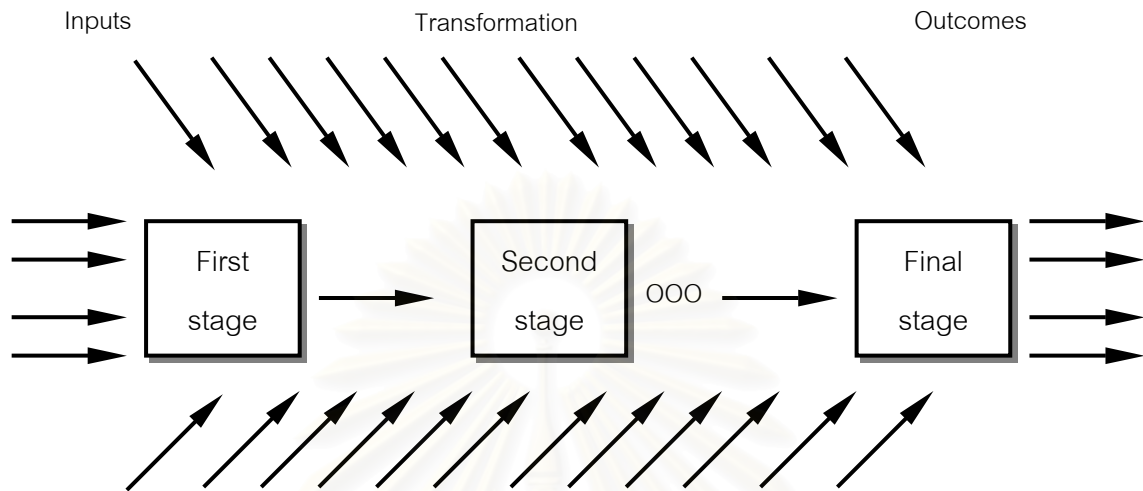 Inputs
Transformation
Outcomes
First
stage
Second
stage
OOO
Final
stage